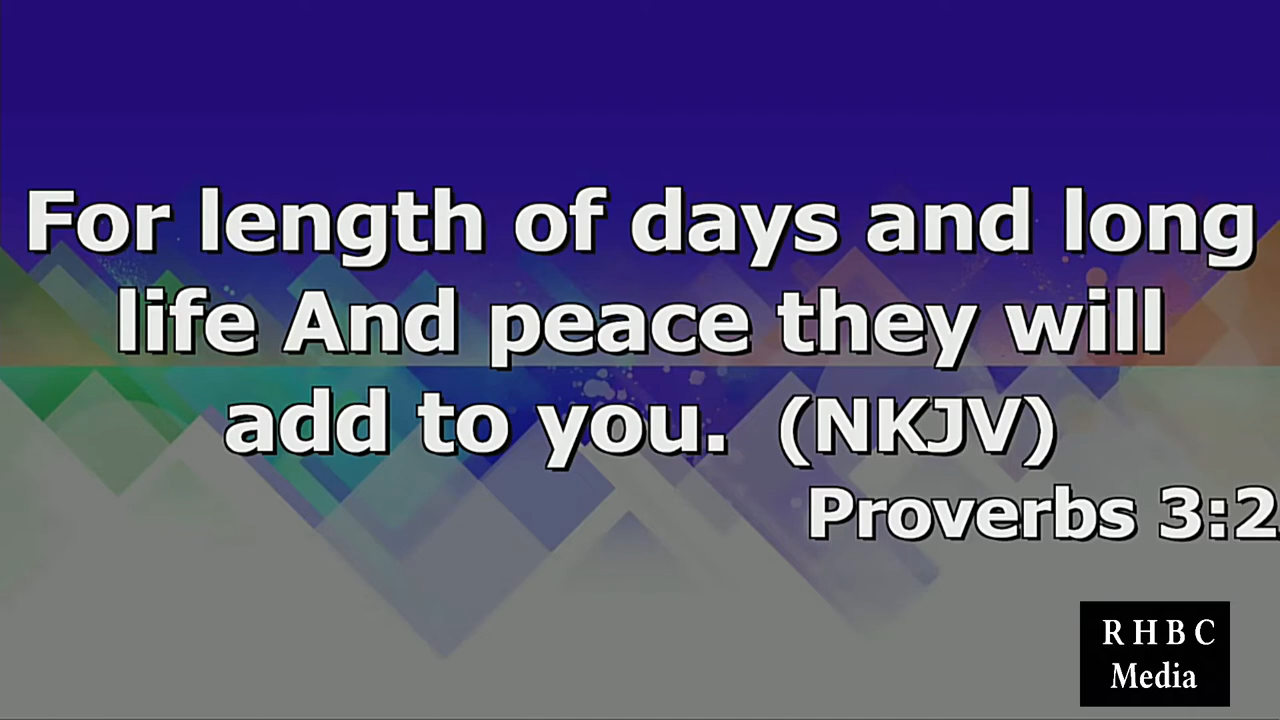 For length of days and long
life And peace they will
add to you. (NKJV)
Proverbs 3:2
R H B C
Media